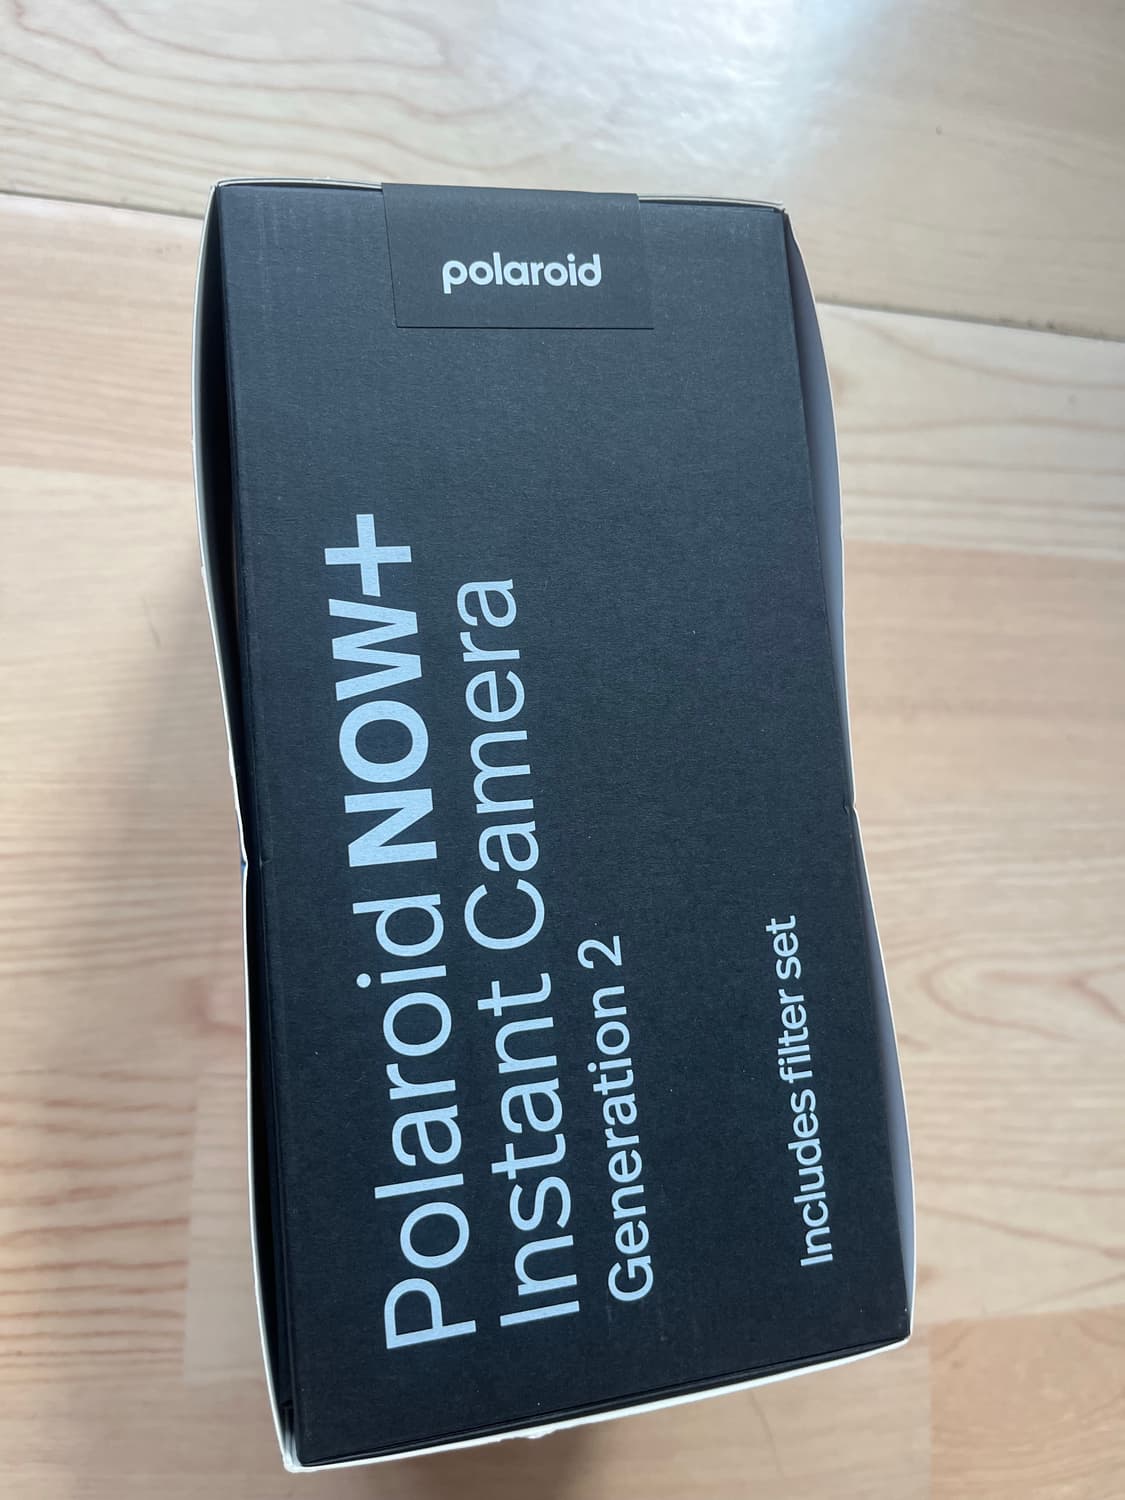 polaroid
Polaroid NOW+
Instant Camera
Generation 2
Includes filter set